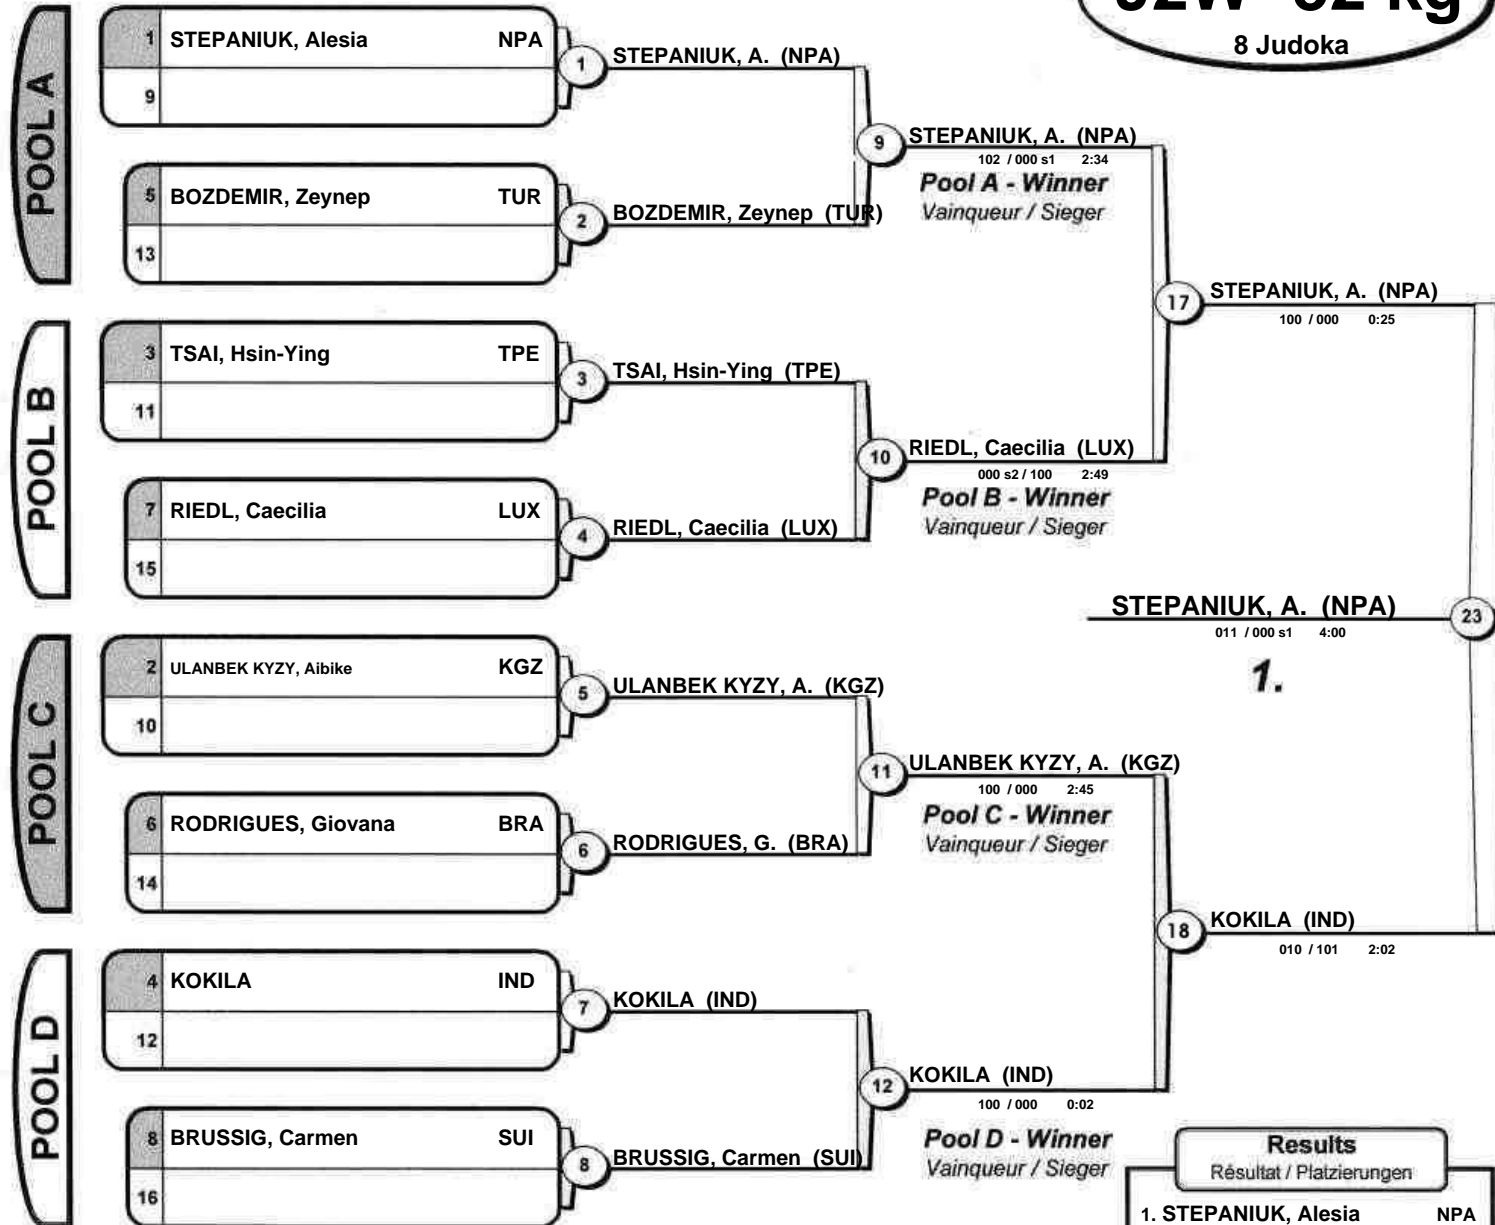 J2W -52 kg
8 Judoka
POOL A
1 STEPANIUK, Alesia NPA
9
1
STEPANIUK, A. (NPA)
5 BOZDEMIR, Zeynep TUR
13
2
BOZDEMIR, Zeynep (TUR)
9
STEPANIUK, A. (NPA)
102 / 000 s1 2:34
Pool A - Winner
Vainqueur / Sieger
POOL B
3 TSAI, Hsin-Ying TPE
11
3
TSAI, Hsin-Ying (TPE)
7 RIEDL, Caecilia LUX
15
4
RIEDL, Caecilia (LUX)
10
RIEDL, Caecilia (LUX)
000 s2 / 100 2:49
Pool B - Winner
Vainqueur / Sieger
17
STEPANIUK, A. (NPA)
100 / 000 0:25
POOL C
2 ULANBEK KYZY, Aibike KGZ
10
5
ULANBEK KYZY, A. (KGZ)
6 RODRIGUES, Giovana BRA
14
6
RODRIGUES, G. (BRA)
11
ULANBEK KYZY, A. (KGZ)
100 / 000 2:45
Pool C - Winner
Vainqueur / Sieger
POOL D
4 KOKILA IND
12
7
KOKILA (IND)
8 BRUSSIG, Carmen SUI
16
8
BRUSSIG, Carmen (SUI)
12
KOKILA (IND)
100 / 000 0:02
Pool D - Winner
Vainqueur / Sieger
18
KOKILA (IND)
010 / 101 2:02
STEPANIUK, A. (NPA)
23
011 / 000 s1 4:00
1.
Results
Résultat / Platzierungen
1. STEPANIUK, Alesia NPA